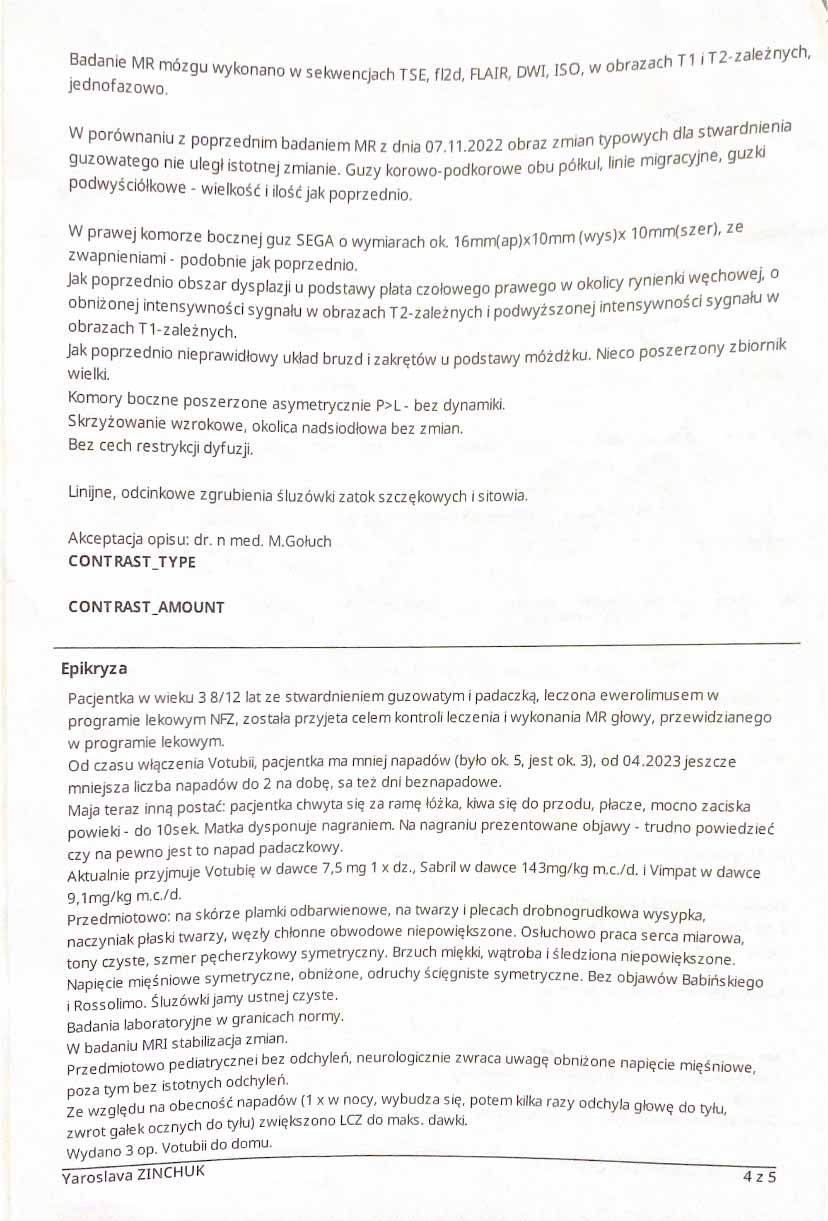 Badanie MR mózgu wykonano w sekwencjach TSE, fl2d, FLAIR, DWI, ISO, w obrazach T1 i T2-zależnych,
jednofazowo.
W porównaniu z poprzednim badaniem MR z dnia 07.11.2022 obraz zmian typowych dla stwardnienia
guzowatego nie uległ istotnej zmianie. Guzy korowo-podkorowe obu półkul, linie migracyjne, guzki
podwyściółkowe - wielkość i ilość jak poprzednio.
W prawej komorze bocznej guz SEGA o wymiarach ok. 16mm(ap)x10mm (wys)x 10mm(szer), ze
zwapnieniami - podobnie jak poprzednio.
Jak poprzednio obszar dysplazji u podstawy płata czołowego prawego w okolicy rynienki węchowej, o
obniżonej intensywności sygnału w obrazach T2-zależnych i podwyższonej intensywności sygnału w
obrazach T1-zależnych.
Jak poprzednio nieprawidłowy układ bruzd i zakrętów u podstawy móżdżku. Nieco poszerzony zbiornik
wielki.
Komory boczne poszerzone asymetrycznie P>L - bez dynamiki.
Skrzyżowanie wzrokowe, okolica nadsiodłowa bez zmian.
Bez cech restrykcji dyfuzji.
Linijne, odcinkowe zgrubienia śluzówki zatok szczękowych i sitowia.
Akceptacja opisu: dr. n med. M.Gołuch
CONTRAST_TYPE
CONTRAST_AMOUNT
Epikryza
Pacjentka w wieku 3 8/12 lat ze stwardnieniem guzowatym i padaczką, leczona ewerolimusem w
programie lekowym NFZ, została przyjeta celem kontroli leczenia i wykonania MR głowy, przewidzianego
w programie lekowym.
Od czasu włączenia Votubii, pacjentka ma mniej napadów (było ok. 5, jest ok. 3), od 04.2023 jeszcze
mniejsza liczba napadów do 2 na dobę, sa też dni beznapadowe.
Maja teraz inną postać: pacjentka chwyta się za ramę łóżka, kiwa się do przodu, płacze, mocno zaciska
powieki - do 10sek. Matka dysponuje nagraniem. Na nagraniu prezentowane objawy - trudno powiedzieć
czy na pewno jest to napad padaczkowy.
Aktualnie przyjmuje Votubię w dawce 7,5 mg 1 x dz., Sabril w dawce 143mg/kg m.c./d. i Vimpat w dawce
9,1mg/kg m.c./d.
Przedmiotowo: na skórze plamki odbarwienowe, na twarzy i plecach drobnogrudkowa wysypka,
naczyniak płaski twarzy, węzły chłonne obwodowe niepowiększone. Osłuchowo praca serca miarowa,
tony czyste, szmer pęcherzykowy symetryczny. Brzuch miękki, wątroba i śledziona niepowiększone.
Napięcie mięśniowe symetryczne, obniżone, odruchy ścięgniste symetryczne. Bez objawów Babińskiego
i Rossolimo. Śluzówki jamy ustnej czyste.
Badania laboratoryjne w granicach normy.
W badaniu MRI stabilizacja zmian.
Przedmiotowo pediatrycznei bez odchyleń, neurologicznie zwraca uwagę obniżone napięcie mięśniowe,
poza tym bez istotnych odchyleń.
Ze względu na obecność napadów (1 x w nocy, wybudza się, potem kilka razy odchyla głowę do tyłu,
zwrot gałek ocznych do tyłu) zwiększono LCZ do maks. dawki.
Wydano 3 op. Votubii do domu.
Yaroslava ZINCHUK 4 z 5